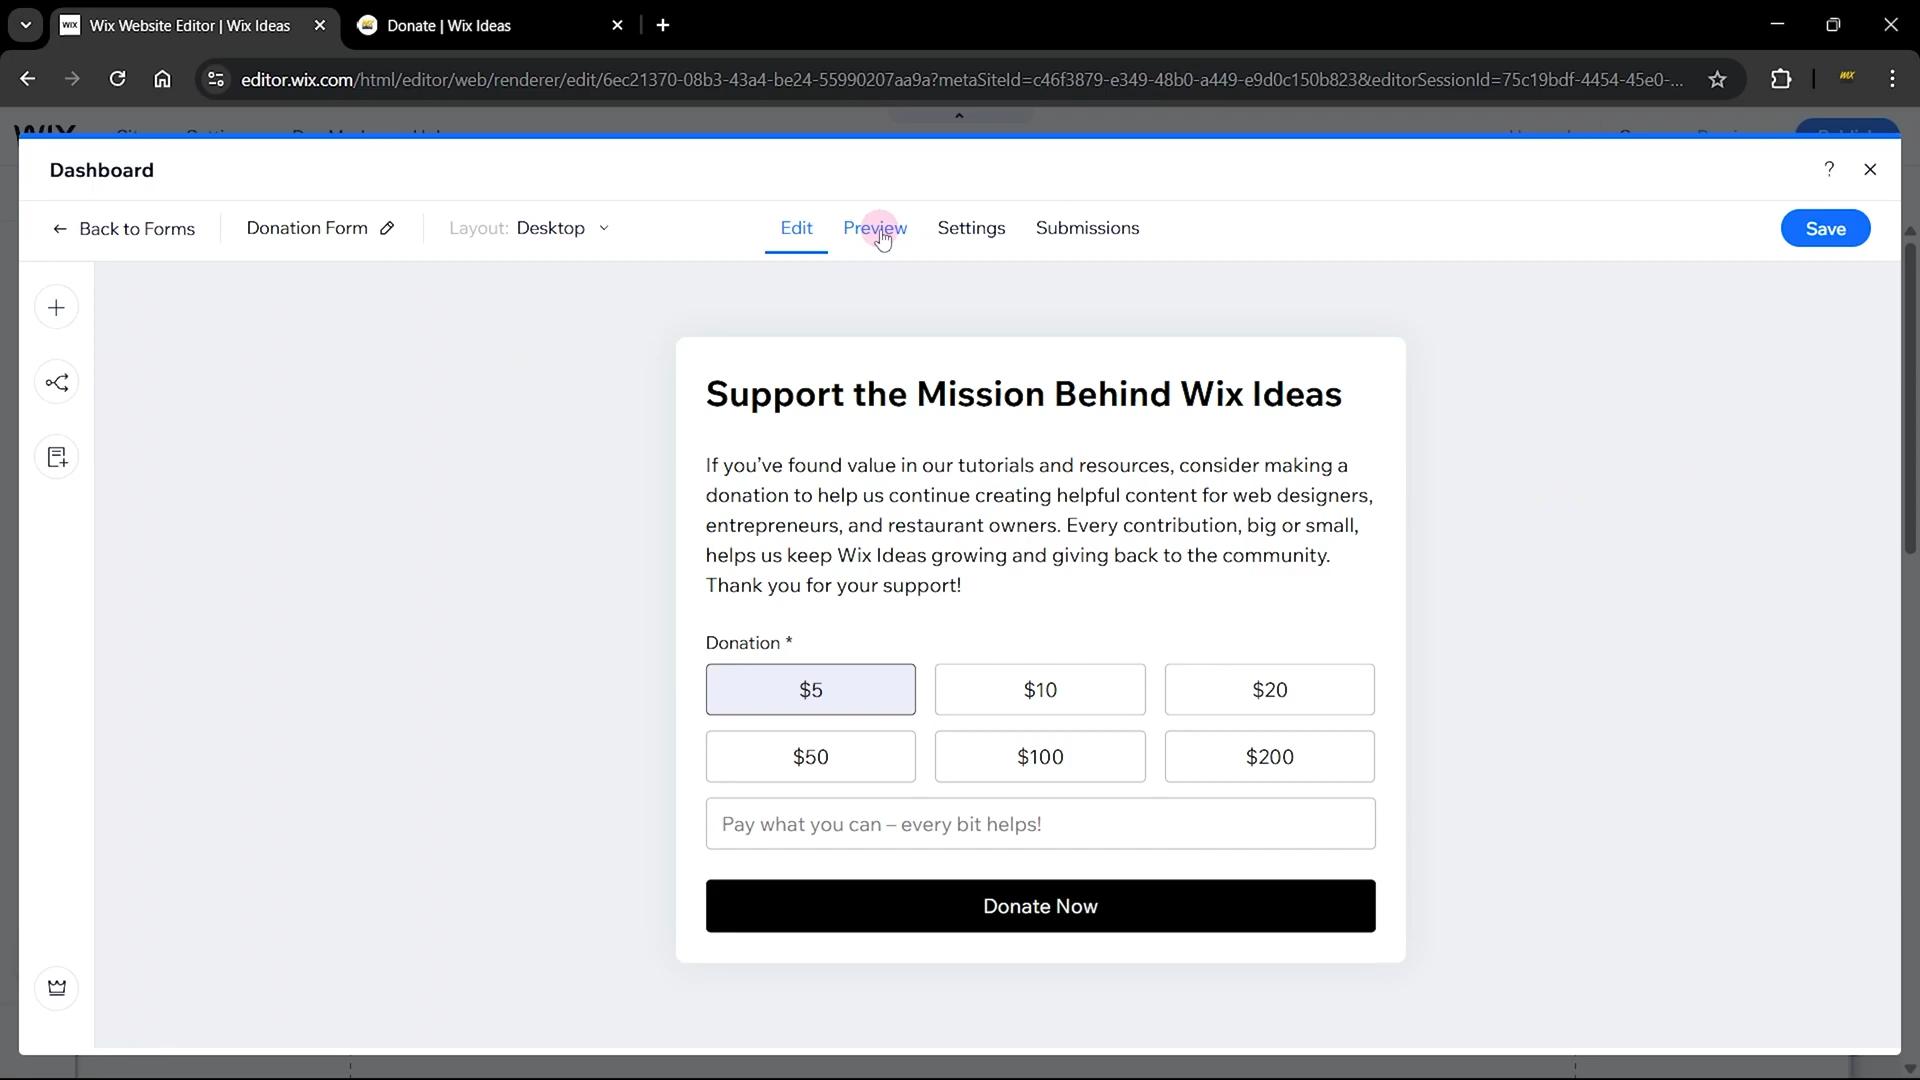 Wix Website Editor | Wix Ideas
Donate | Wix Ideas
editor.wix.com/html/editor/web/renderer/edit/6ec21370-08b3-43a4-be24-55990207aa9a?metaSiteId=c46f3879-e349-48b0-a449-e9d0c150b823&editorSessionId=75c19bdf-4454-45e0-...
Dashboard
?
Back to Forms
Donation Form
Layout: Desktop
Edit
Preview
Settings
Submissions
Save
Support the Mission Behind Wix Ideas
If you've found value in our tutorials and resources, consider making a
donation to help us continue creating helpful content for web designers,
entrepreneurs, and restaurant owners. Every contribution, big or small,
helps us keep Wix Ideas growing and giving back to the community.
Thank you for your support!
Donation *
$5 $10 $20
$50 $100 $200
Pay what you can – every bit helps!
Donate Now